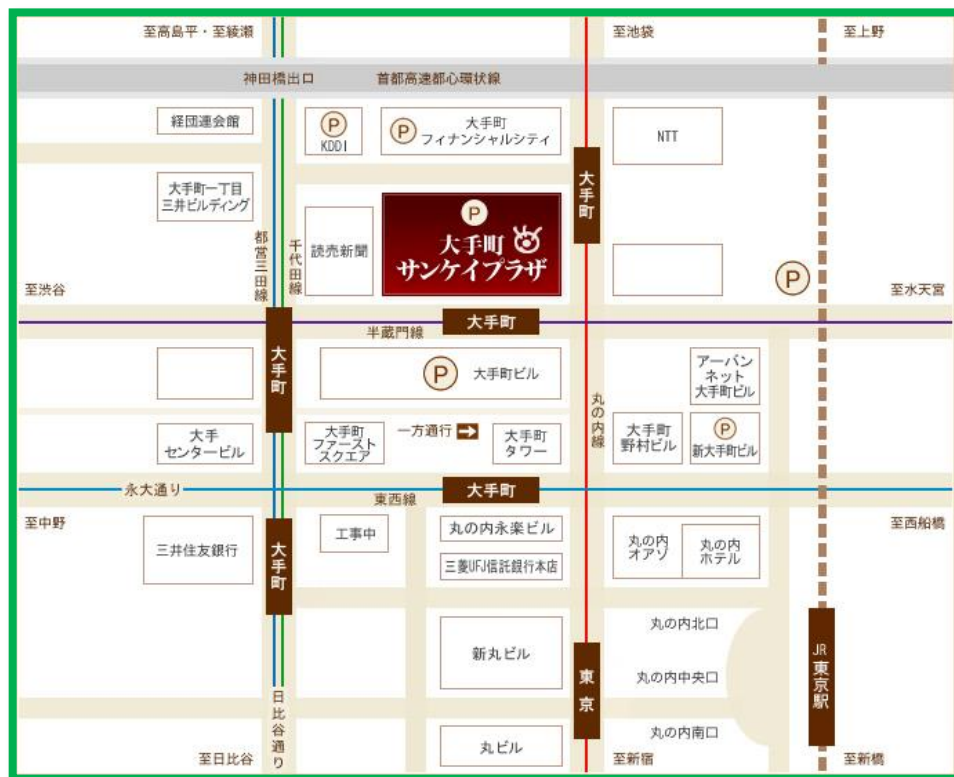 至高島平・至綾瀬
至池袋
至上野
神田橋出口
首都高速都心環状線
経団連会館
P
KDDI
P
大手町
フィナンシャルシティ
NTT
大手町一丁目
三井ビルディング
都営三田線
千代田線
読売新聞
P
大手町
サンケイプラザ
大手町
P
至渋谷
至水天宮
大手町
半蔵門線
大手町
P
大手町ビル
丸の内線
アーバン
ネット
大手町ビル
大手
センタービル
大手町
ファースト
スクエア
一方通行
大手町
タワー
大手町
野村ビル
P
新大手町ビル
永大通り
大手町
東西線
至中野
至西船橋
三井住友銀行
大手町
工事中
丸の内永楽ビル
三菱UFJ信託銀行本店
丸の内
オアゾ
丸の内
ホテル
新丸ビル
丸の内北口
丸の内中央口
丸の内南口
東京
JR東京駅
日比谷通り
丸ビル
至日比谷
至新宿
至新橋